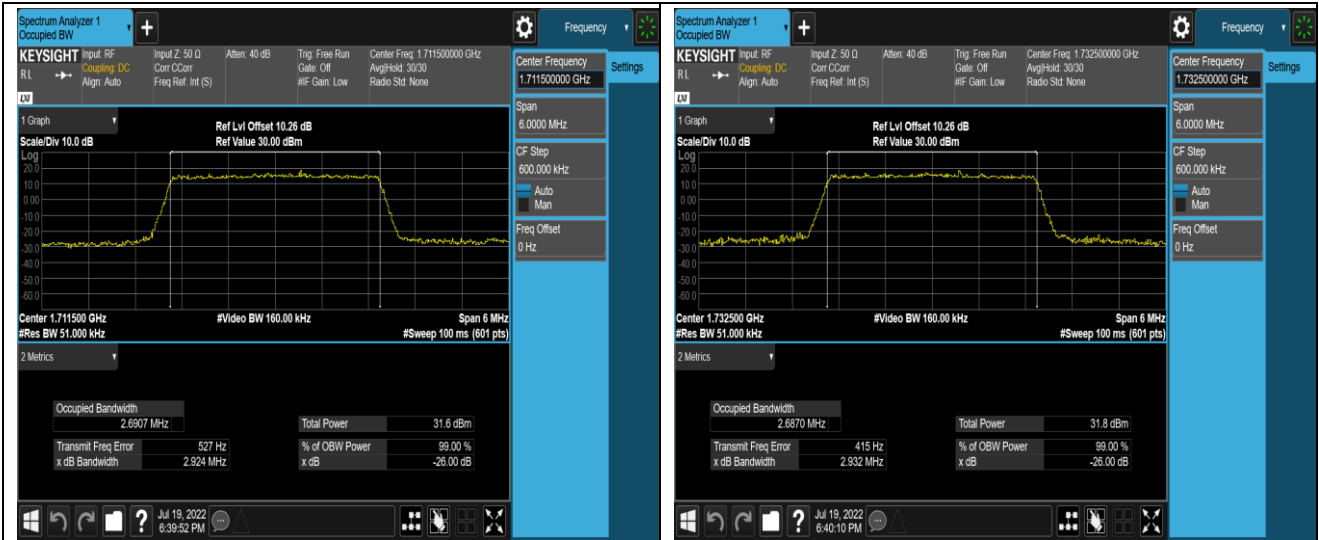 Spectrum Analyzer 1
Occupied BW
+
Frequency
KEYSIGHT
RL
LXI
Input: RF
Coupling: DC
Align: Auto
Input Z: 50 Ω
Corr CCorr
Freq Ref: Int (S)
Atten: 40 dB
Trig: Free Run
Gate: Off
#IF Gain: Low
Center Freq: 1.711500000 GHz
Avg|Hold: 30/30
Radio Std: None
Center Frequency
1.711500000 GHz
Settings
Span
6.0000 MHz
CF Step
600.000 kHz
Auto
Man
Freq Offset
0 Hz
1 Graph
Scale/Div 10.0 dB
Ref Lvl Offset 10.26 dB
Ref Value 30.00 dBm
Log
20.0
10.0
0.00
-10.0
-20.0
-30.0
-40.0
-50.0
-60.0
Center 1.711500 GHz
#Video BW 160.00 kHz
Span 6 MHz
#Res BW 51.000 kHz
#Sweep 100 ms (601 pts)
2 Metrics
Occupied Bandwidth
2.6907 MHz
Total Power 31.6 dBm
Transmit Freq Error 527 Hz
% of OBW Power 99.00 %
x dB Bandwidth 2.924 MHz
x dB -26.00 dB
?
Jul 19, 2022
6:39:52 PM
Spectrum Analyzer 1
Occupied BW
+
Frequency
KEYSIGHT
RL
LXI
Input: RF
Coupling: DC
Align: Auto
Input Z: 50 Ω
Corr CCorr
Freq Ref: Int (S)
Atten: 40 dB
Trig: Free Run
Gate: Off
#IF Gain: Low
Center Freq: 1.732500000 GHz
Avg|Hold: 30/30
Radio Std: None
Center Frequency
1.732500000 GHz
Settings
Span
6.0000 MHz
CF Step
600.000 kHz
Auto
Man
Freq Offset
0 Hz
1 Graph
Scale/Div 10.0 dB
Ref Lvl Offset 10.26 dB
Ref Value 30.00 dBm
Log
20.0
10.0
0.00
-10.0
-20.0
-30.0
-40.0
-50.0
-60.0
Center 1.732500 GHz
#Video BW 160.00 kHz
Span 6 MHz
#Res BW 51.000 kHz
#Sweep 100 ms (601 pts)
2 Metrics
Occupied Bandwidth
2.6870 MHz
Total Power 31.8 dBm
Transmit Freq Error 415 Hz
% of OBW Power 99.00 %
x dB Bandwidth 2.932 MHz
x dB -26.00 dB
?
Jul 19, 2022
6:40:10 PM